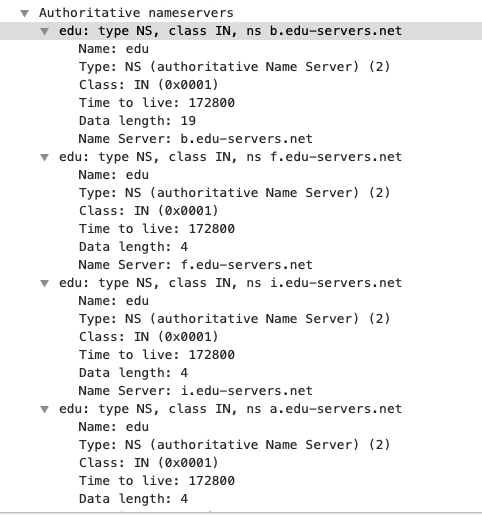 Authoritative nameservers
edu: type NS, class IN, ns b.edu-servers.net
Name: edu
Type: NS (authoritative Name Server) (2)
Class: IN (0x0001)
Time to live: 172800
Data length: 19
Name Server: b.edu-servers.net
edu: type NS, class IN, ns f.edu-servers.net
Name: edu
Type: NS (authoritative Name Server) (2)
Class: IN (0x0001)
Time to live: 172800
Data length: 4
Name Server: f.edu-servers.net
edu: type NS, class IN, ns i.edu-servers.net
Name: edu
Type: NS (authoritative Name Server) (2)
Class: IN (0x0001)
Time to live: 172800
Data length: 4
Name Server: i.edu-servers.net
edu: type NS, class IN, ns a.edu-servers.net
Name: edu
Type: NS (authoritative Name Server) (2)
Class: IN (0x0001)
Time to live: 172800
Data length: 4